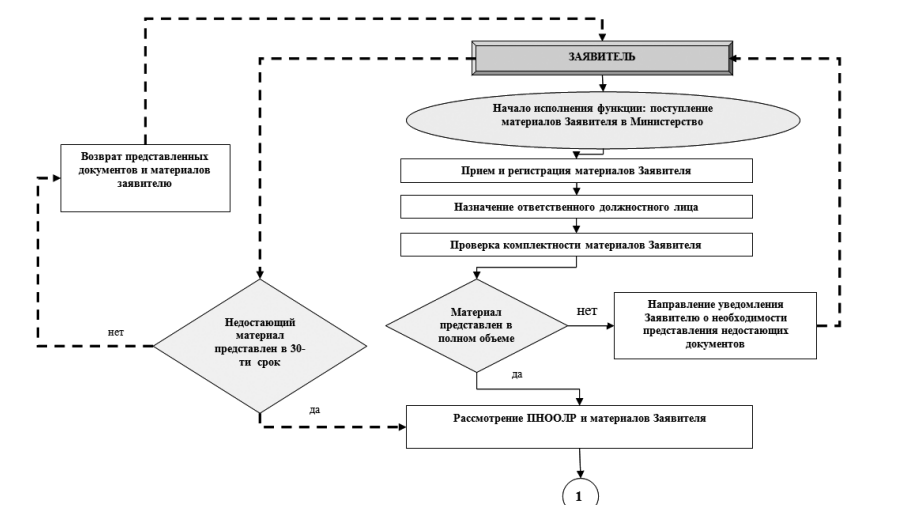 ЗАЯВИТЕЛЬ
Начало исполнения функции: поступление
материалов Заявителя в Министерство
Возврат представленных
документов и материалов
заявителю
Прием и регистрация материалов Заявителя
Назначение ответственного должностного лица
Проверка комплектности материалов Заявителя
Материал
представлен в
полном объеме
нет
Направление уведомления
Заявителю о необходимости
представления недостающих
документов
нет
Недостающий
материал
представлен в 30-
ти срок
да
да
Рассмотрение ПНООЛР и материалов Заявителя
1